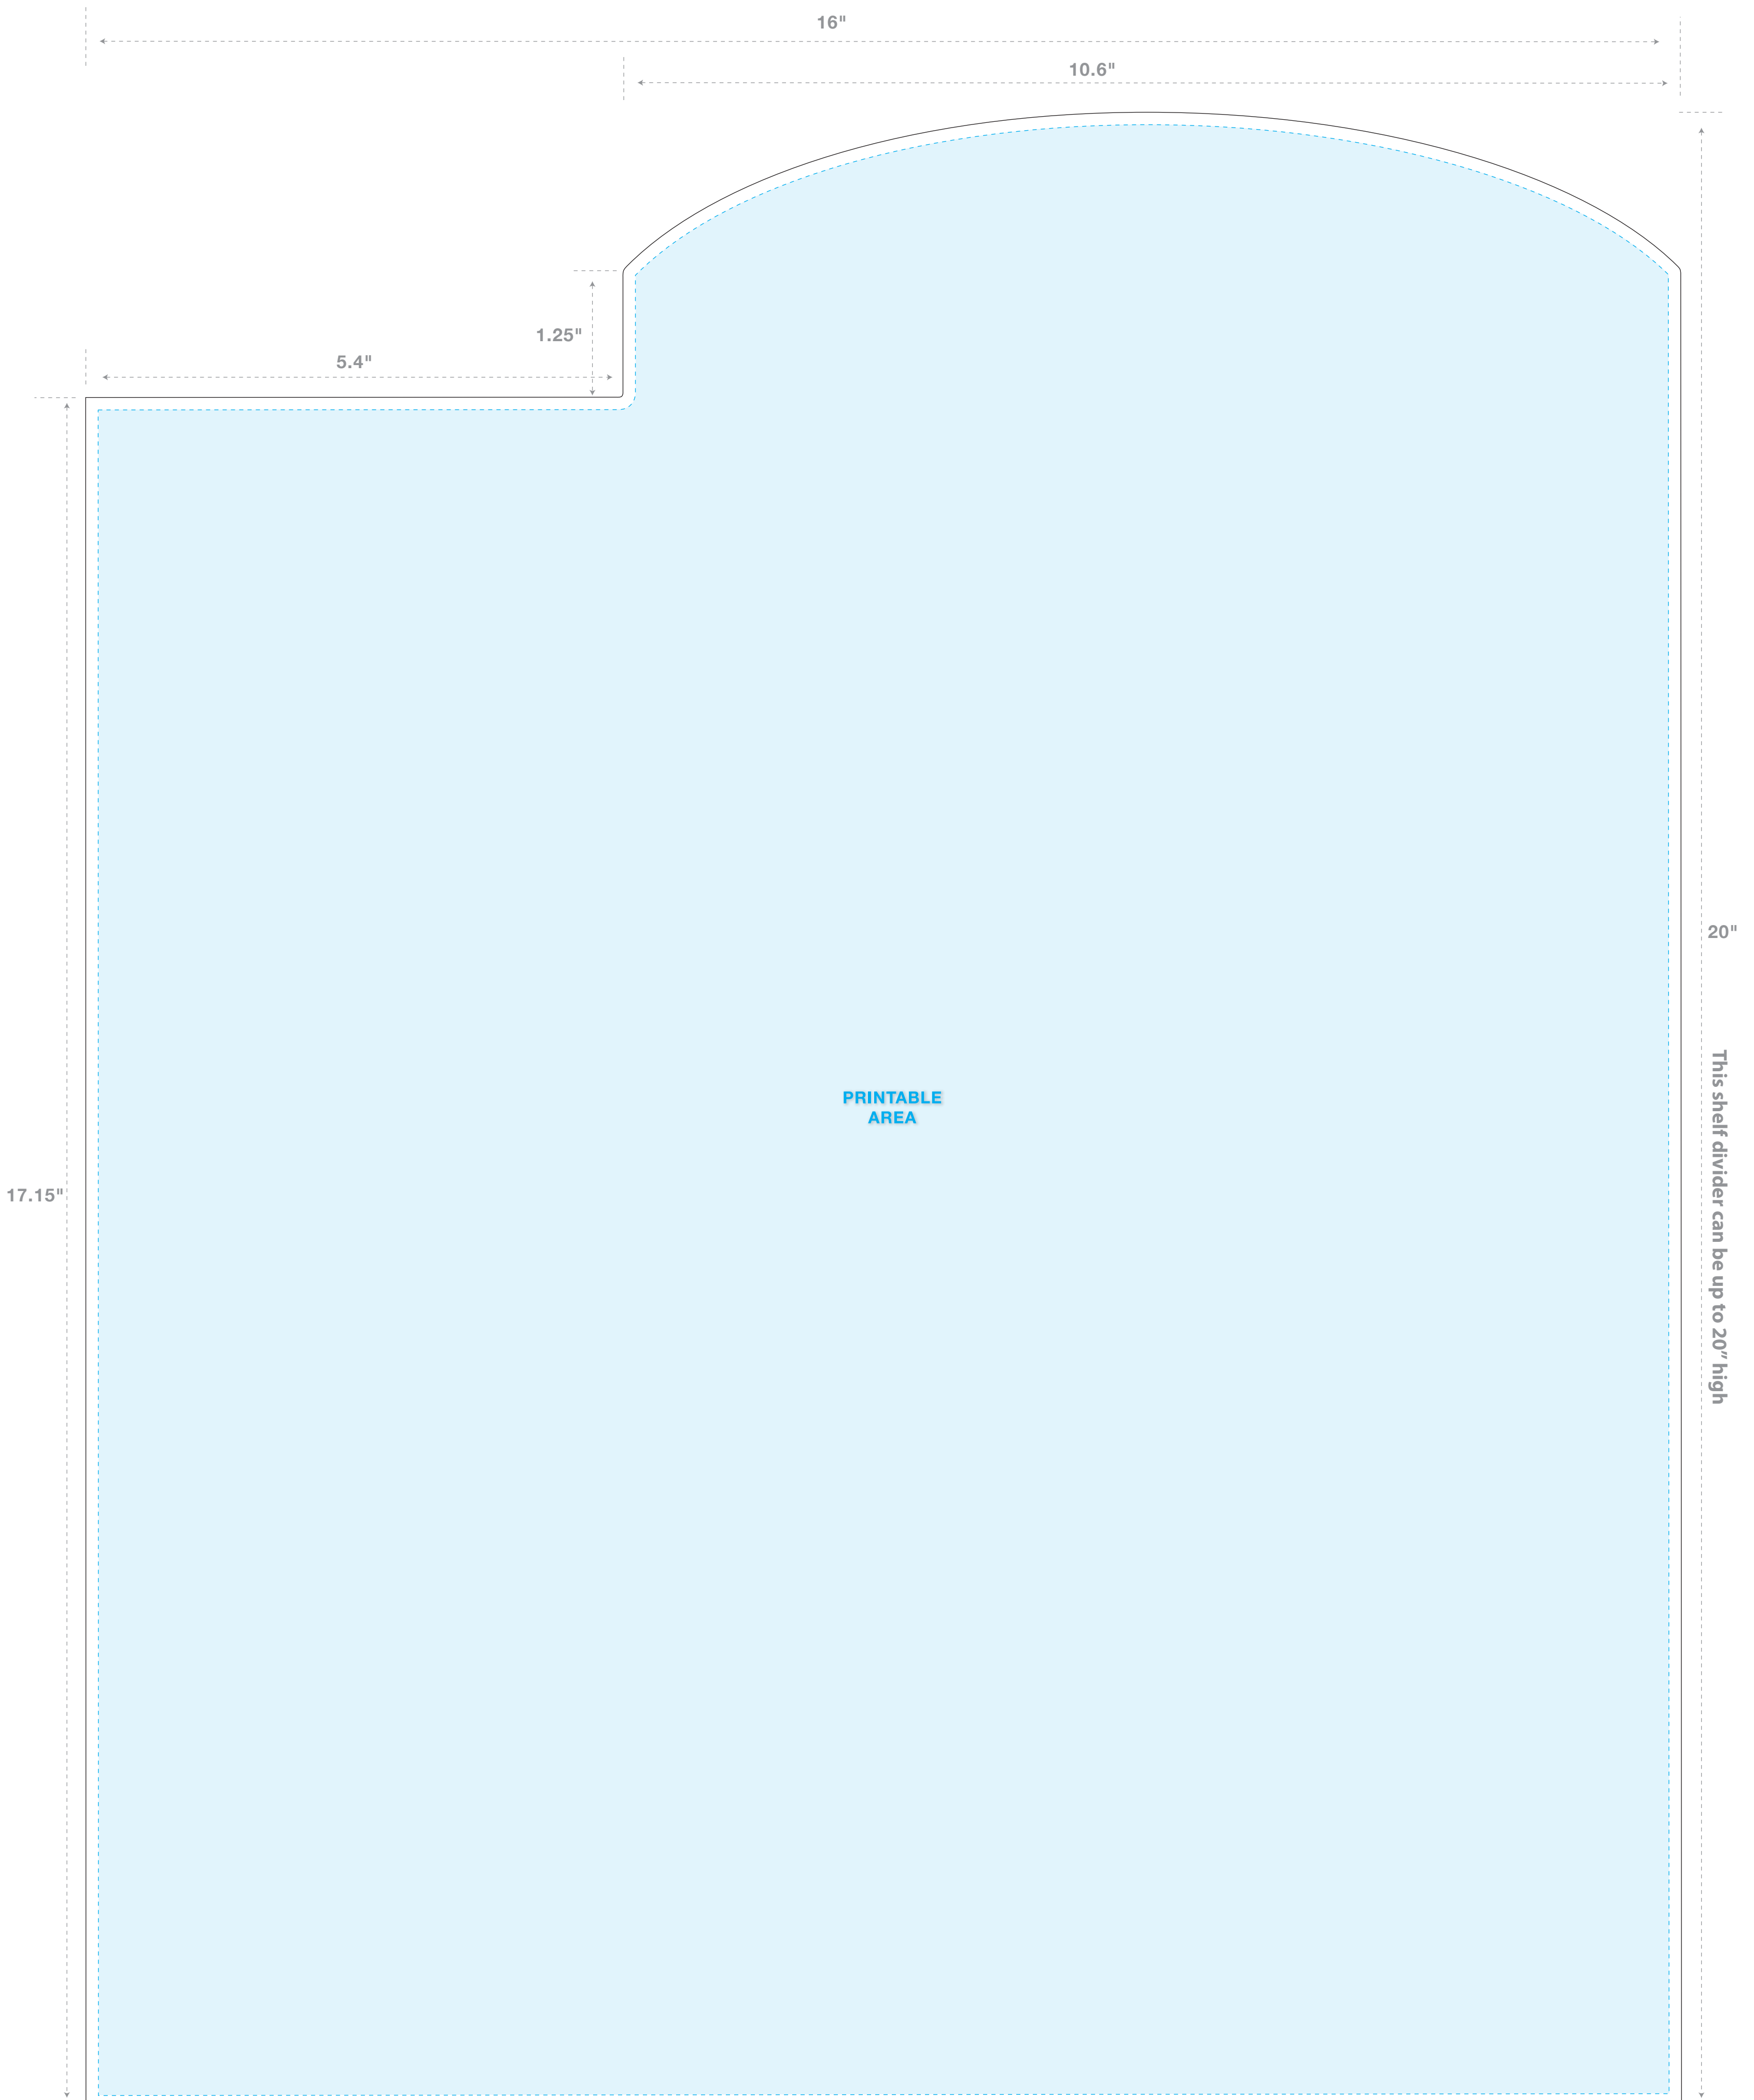 16"
10.6"
1.25"
5.4"
20"
PRINTABLE
AREA
This shelf divider can be up to 20” high
17.15"